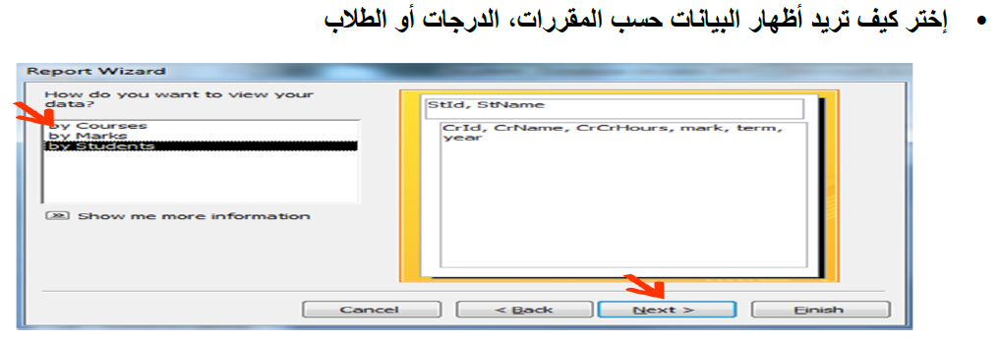 • إختر كيف تريد أظهار البيانات حسب المقررات، الدرجات أو الطلاب
Report Wizard
How do you want to view your
data?
by Courses
by Marks
by Students
Show me more information
StId, StName
CrId, CrName, CrCrHours, mark, term,
year
Cancel
< Back
Next >
Finish